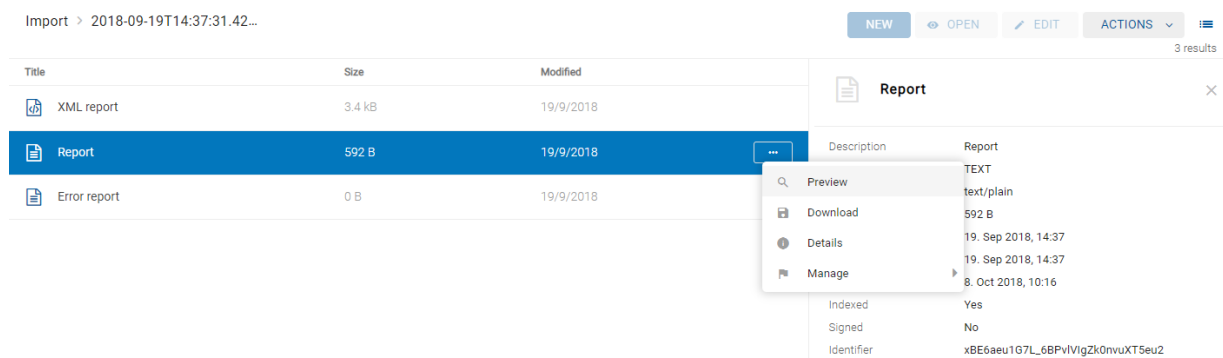 Import > 2018-09-19T14:37:31.42...
NEW OPEN EDIT ACTIONS
3 results
Title Size Modified
XML report 3.4 kB 19/9/2018
Report 592 B 19/9/2018 ...
Error report 0 B 19/9/2018
Preview
Download
Details
Manage
Report
Description Report
TEXT
text/plain
592 B
19. Sep 2018, 14:37
19. Sep 2018, 14:37
8. Oct 2018, 10:16
Indexed Yes
Signed No
Identifier xBE6aeu1G7L_6BPvlVIgZk0nvuXT5eu2